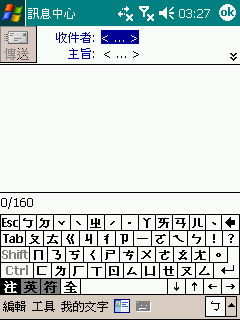 訊息中心 03:27 ok
傳送
收件者: < ... >
主旨: < ... >
0/160
Esc ㄅ ㄉ ˇ ˋ ㄓ ˊ ˙ ㄚ ㄞ ㄢ ㄦ 、
Tab ㄆ ㄊ ㄍ ㄐ ㄔ ㄗ ㄧ ㄛ ㄟ ㄣ ! ?
Shift ㄇ ㄋ ㄎ ㄑ ㄕ ㄘ ㄨ ㄜ ㄠ ㄤ 。
Ctrl ㄈ ㄌ ㄏ ㄒ ㄖ ㄙ ㄩ ㄝ ㄡ ㄥ
注 英 符 全 ↓ ↑ ← →
編輯 工具 我的文字 ㄅ